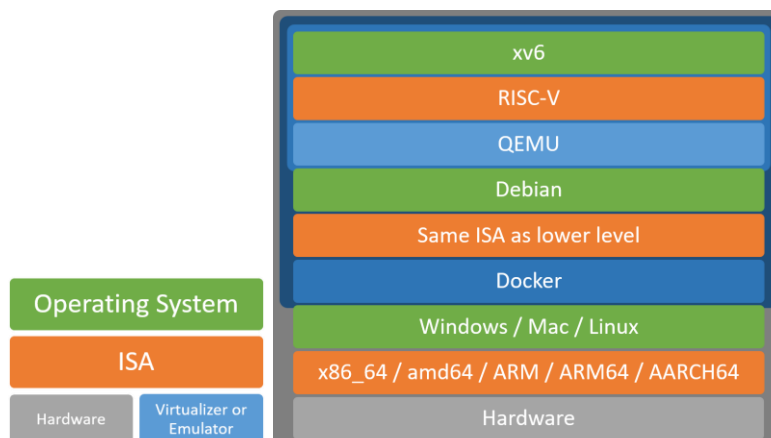 xv6
RISC-V
QEMU
Debian
Same ISA as lower level
Docker
Windows / Mac / Linux
x86_64 / amd64 / ARM / ARM64 / AARCH64
Hardware
Operating System
ISA
Hardware
Virtualizer or
Emulator